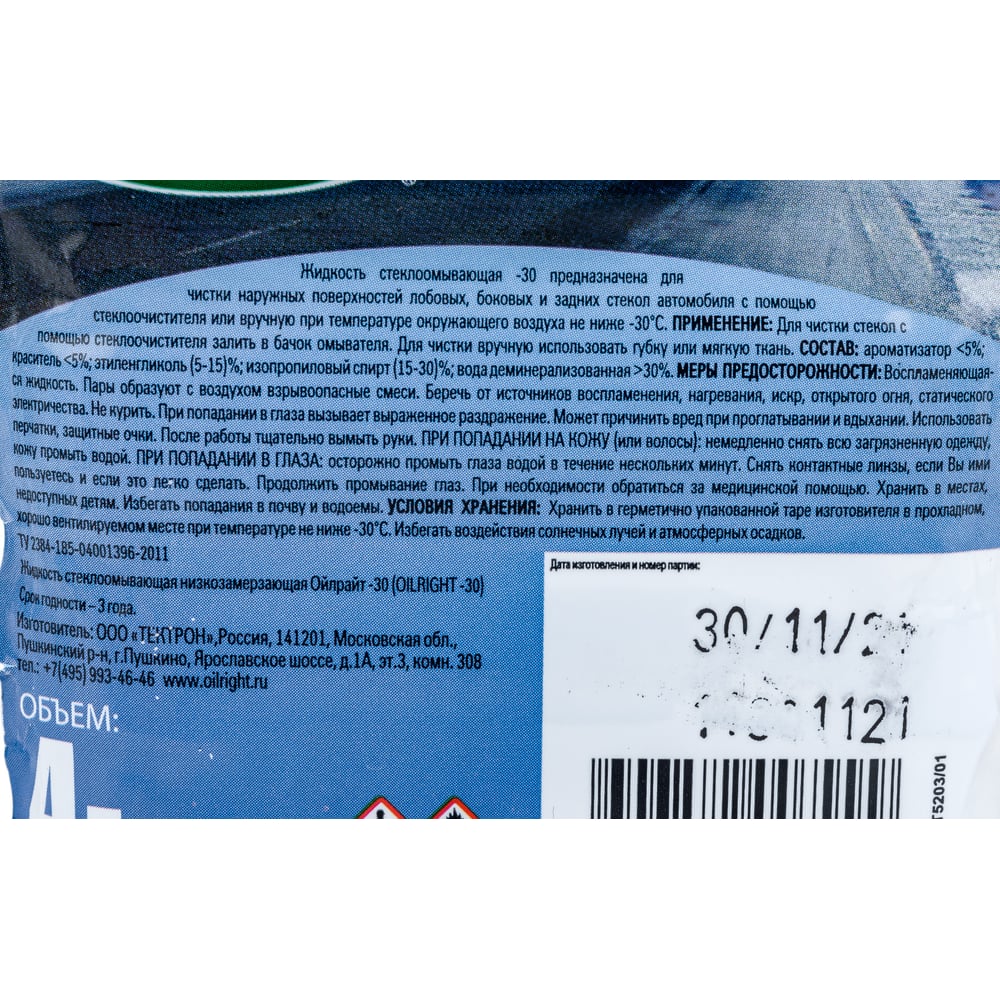 ®
Жидкость стеклоомывающая -30 предназначена для
чистки наружных поверхностей лобовых, боковых и задних стекол автомобиля с помощью
стеклоочистителя или вручную при температуре окружающего воздуха не ниже -30°С. ПРИМЕНЕНИЕ: Для чистки стекол с
помощью стеклоочистителя залить в бачок омывателя. Для чистки вручную использовать губку или мягкую ткань. СОСТАВ: ароматизатор <5%;
краситель <5%; этиленгликоль (5-15)%; изопропиловый спирт (15-30)%; вода деминерализованная >30%. МЕРЫ ПРЕДОСТОРОЖНОСТИ: Воспламеняющая-
ся жидкость. Пары образуют с воздухом взрывоопасные смеси. Беречь от источников воспламенения, нагревания, искр, открытого огня, статического
электричества. Не курить. При попадании в глаза вызывает выраженное раздражение. Может причинить вред при проглатывании и вдыхании. Использовать
перчатки, защитные очки. После работы тщательно вымыть руки. ПРИ ПОПАДАНИИ НА КОЖУ (или волосы): немедленно снять всю загрязненную одежду,
кожу промыть водой. ПРИ ПОПАДАНИИ В ГЛАЗА: осторожно промыть глаза водой в течение нескольких минут. Снять контактные линзы, если Вы ими
пользуетесь и если это легко сделать. Продолжить промывание глаз. При необходимости обратиться за медицинской помощью. Хранить в местах,
недоступных детям. Избегать попадания в почву и водоемы. УСЛОВИЯ ХРАНЕНИЯ: Хранить в герметично упакованной таре изготовителя в прохладном,
хорошо вентилируемом месте при температуре не ниже -30°С. Избегать воздействия солнечных лучей и атмосферных осадков.
ТУ 2384-185-04001396-2011
Жидкость стеклоомывающая низкозамерзающая Ойлрайт -30 (OILRIGHT -30)
Срок годности – 3 года.
Изготовитель: ООО «ТЕКТРОН», Россия, 141201, Московская обл.,
Пушкинский р-н, г.Пушкино, Ярославское шоссе, д.1А, эт.3, комн. 308
тел.: +7(495) 993-46-46 www.oilright.ru
ОБЪЕМ:
Дата изготовления и номер партии:
30/11/21
1121
T5203/01